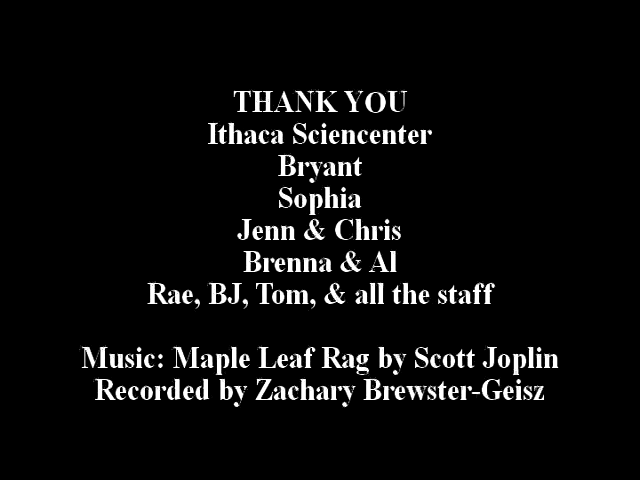 THANK YOU
Ithaca Sciencenter
Bryant
Sophia
Jenn & Chris
Brenna & Al
Rae, BJ, Tom, & all the staff
Music: Maple Leaf Rag by Scott Joplin
Recorded by Zachary Brewster-Geisz